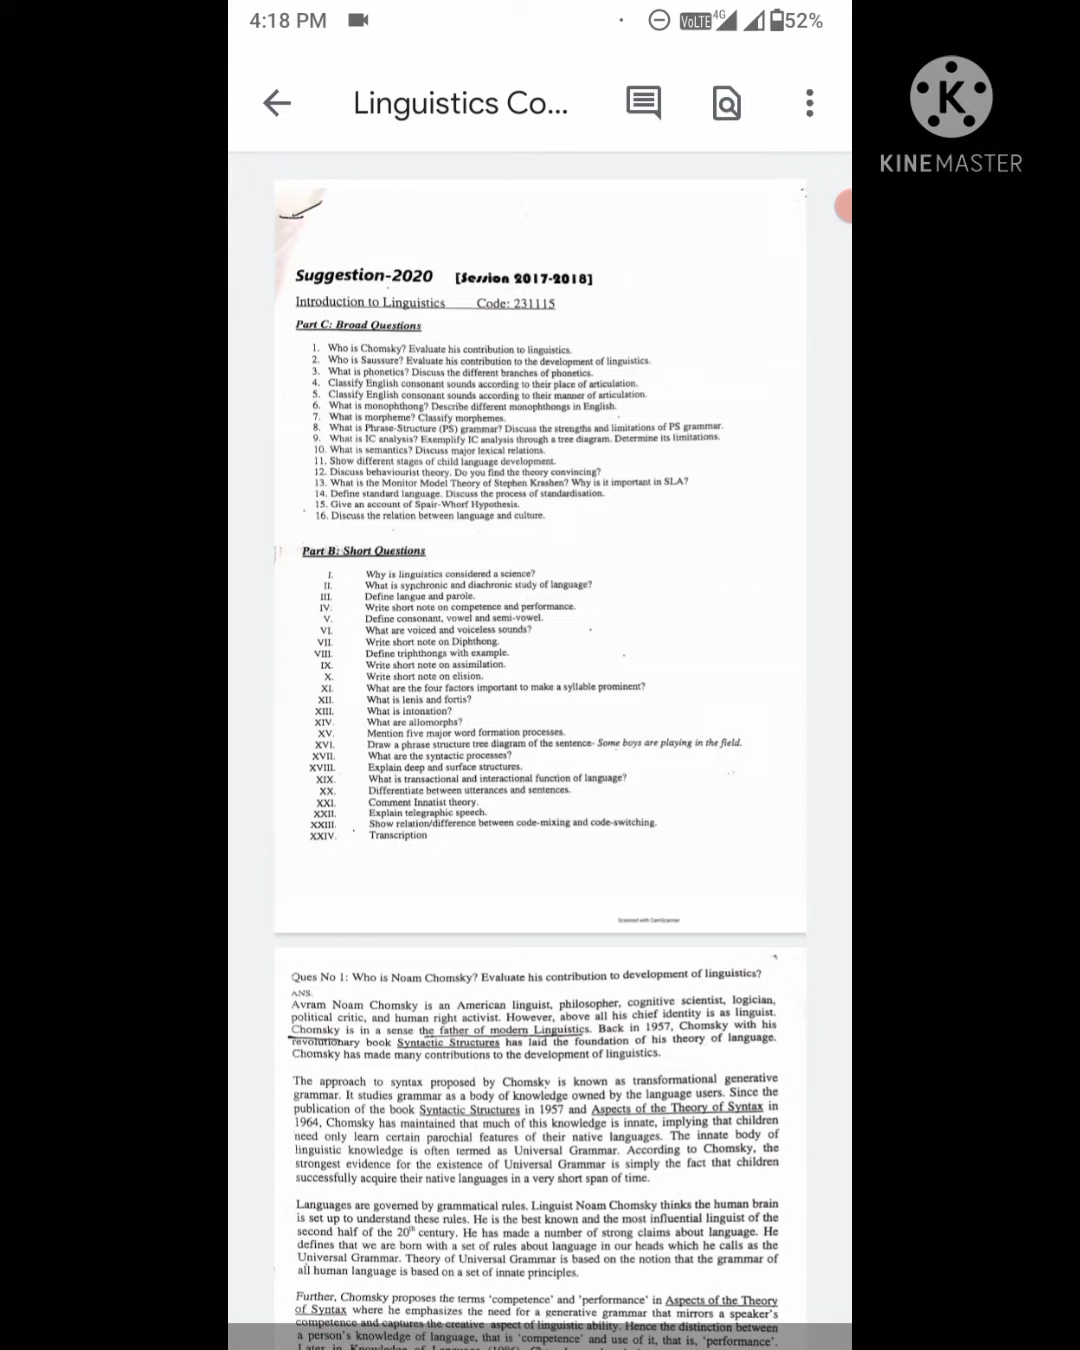 4:18 PM
VoLTE 4G 52%
Linguistics Co...
K
KINEMASTER
Suggestion-2020 [Session 2017-2018]
Introduction to Linguistics Code: 231115
Part C: Broad Questions
1. Who is Chomsky? Evaluate his contribution to linguistics.
2. Who is Saussure? Evaluate his contribution to the development of linguistics.
3. What is phonetics? Discuss the different branches of phonetics.
4. Classify English consonant sounds according to their place of articulation.
5. Classify English consonant sounds according to their manner of articulation.
6. What is monophthong? Describe different monophthongs in English.
7. What is morpheme? Classify morphemes.
8. What is Phrase-Structure (PS) grammar? Discuss the strengths and limitations of PS grammar.
9. What is IC analysis? Exemplify IC analysis through a tree diagram. Determine its limitations.
10. What is semantics? Discuss major lexical relations.
11. Show different stages of child language development.
12. Discuss behaviourist theory. Do you find the theory convincing?
13. What is the Monitor Model Theory of Stephen Krashen? Why is it important in SLA?
14. Define standard language. Discuss the process of standardisation.
15. Give an account of Spair-Whorf Hypothesis.
16. Discuss the relation between language and culture.
Part B: Short Questions
I. Why is linguistics considered a science?
II. What is synchronic and diachronic study of language?
III. Define langue and parole.
IV. Write short note on competence and performance.
V. Define consonant, vowel and semi-vowel.
VI. What are voiced and voiceless sounds?
VII. Write short note on Diphthong.
VIII. Define triphthongs with example.
IX. Write short note on assimilation.
X. Write short note on elision.
XI. What are the four factors important to make a syllable prominent?
XII. What is lenis and fortis?
XIII. What is intonation?
XIV. What are allomorphs?
XV. Mention five major word formation processes.
XVI. Draw a phrase structure tree diagram of the sentence- Some boys are playing in the field.
XVII. What are the syntactic processes?
XVIII. Explain deep and surface structures.
XIX. What is transactional and interactional function of language?
XX. Differentiate between utterances and sentences.
XXI. Comment Innatist theory.
XXII. Explain telegraphic speech.
XXIII. Show relation/difference between code-mixing and code-switching.
XXIV. Transcription
Scanned with CamScanner
Ques No 1: Who is Noam Chomsky? Evaluate his contribution to development of linguistics?
ANS.
Avram Noam Chomsky is an American linguist, philosopher, cognitive scientist, logician,
political critic, and human right activist. However, above all his chief identity is as linguist.
Chomsky is in a sense the father of modern Linguistics. Back in 1957, Chomsky with his
revolutionary book Syntactic Structures has laid the foundation of his theory of language.
Chomsky has made many contributions to the development of linguistics.
The approach to syntax proposed by Chomsky is known as transformational generative
grammar. It studies grammar as a body of knowledge owned by the language users. Since the
publication of the book Syntactic Structures in 1957 and Aspects of the Theory of Syntax in
1964, Chomsky has maintained that much of this knowledge is innate, implying that children
need only learn certain parochial features of their native languages. The innate body of
linguistic knowledge is often termed as Universal Grammar. According to Chomsky, the
strongest evidence for the existence of Universal Grammar is simply the fact that children
successfully acquire their native languages in a very short span of time.
Languages are governed by grammatical rules. Linguist Noam Chomsky thinks the human brain
is set up to understand these rules. He is the best known and the most influential linguist of the
second half of the 20th century. He has made a number of strong claims about language. He
defines that we are born with a set of rules about language in our heads which he calls as the
Universal Grammar. Theory of Universal Grammar is based on the notion that the grammar of
all human language is based on a set of innate principles.
Further, Chomsky proposes the terms 'competence' and 'performance' in Aspects of the Theory
of Syntax where he emphasizes the need for a generative grammar that mirrors a speaker's
competence and captures the creative aspect of linguistic ability. Hence the distinction between
a person's knowledge of language, that is 'competence' and use of it, that is, 'performance'.